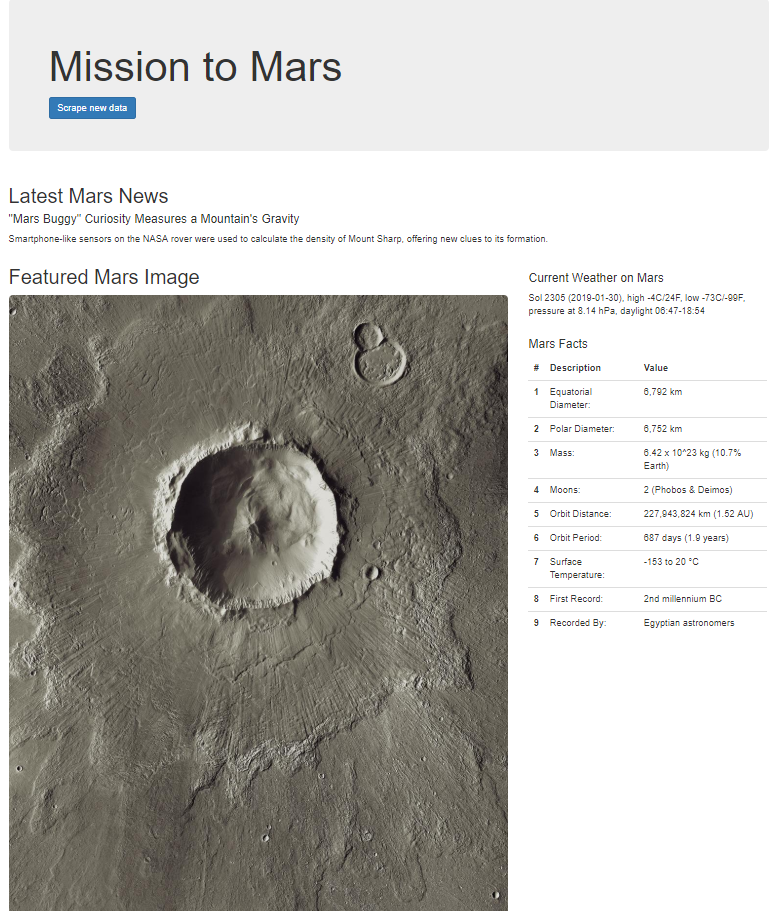 Mission to Mars
Scrape new data
Latest Mars News
"Mars Buggy" Curiosity Measures a Mountain's Gravity
Smartphone-like sensors on the NASA rover were used to calculate the density of Mount Sharp, offering new clues to its formation.
Featured Mars Image
Current Weather on Mars
Sol 2305 (2019-01-30), high -4C/24F, low -73C/-99F,
pressure at 8.14 hPa, daylight 06:47-18:54
Mars Facts
# Description Value
1 Equatorial Diameter: 6,792 km
2 Polar Diameter: 6,752 km
3 Mass: 6.42 x 10^23 kg (10.7% Earth)
4 Moons: 2 (Phobos & Deimos)
5 Orbit Distance: 227,943,824 km (1.52 AU)
6 Orbit Period: 687 days (1.9 years)
7 Surface Temperature: -153 to 20 °C
8 First Record: 2nd millennium BC
9 Recorded By: Egyptian astronomers